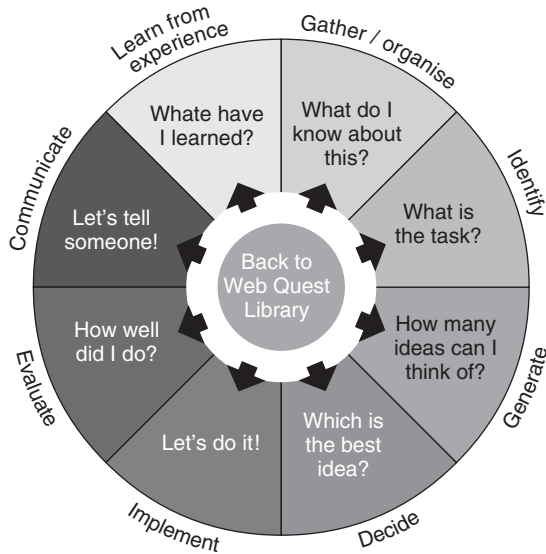 Gather / organise
What do I
know about
this?
Identify
What is
the task?
Generate
How many
ideas can I
think of?
Decide
Which is
the best
idea?
Implement
Let's do it!
Evaluate
How well
did I do?
Communicate
Let's tell
someone!
Learn from
experience
Whate have
I learned?
Back to
Web Quest
Library